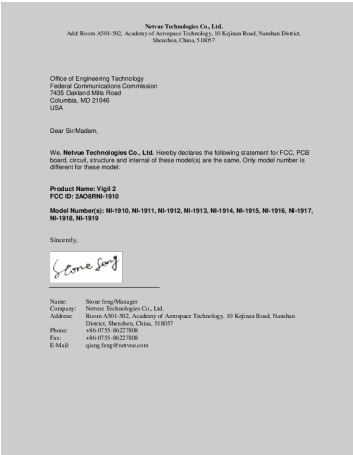 Netvue Technologies Co., Ltd.
Add: Room A501-502, Academy of Aerospace Technology, 10 Kejinan Road, Nanshan District,
Shenzhen, China, 518057
Office of Engineering Technology
Federal Communications Commission
7435 Oakland Mills Road
Columbia, MD 21046
USA
Dear Sir/Madam,
We, Netvue Technologies Co., Ltd. Hereby declares the following statement for FCC, PCB
board, circuit, structure and internal of these model(s) are the same, Only model number is
different for these model:
Product Name: Vigil 2
FCC ID: 2AO8RNI-1910
Model Number(s): NI-1910, NI-1911, NI-1912, NI-1913, NI-1914, NI-1915, NI-1916, NI-1917,
NI-1918, NI-1919
Sincerely,
Stone Song
Name: Stone feng/Manager
Company: Netvue Technologies Co., Ltd.
Address: Room A501-502, Academy of Aerospace Technology, 10 Kejinan Road, Nanshan
District, Shenzhen, China, 518057
Phone: +86-0755-86227808
Fax: +86-0755-86227808
E-Mail: qiang.feng@netvue.com